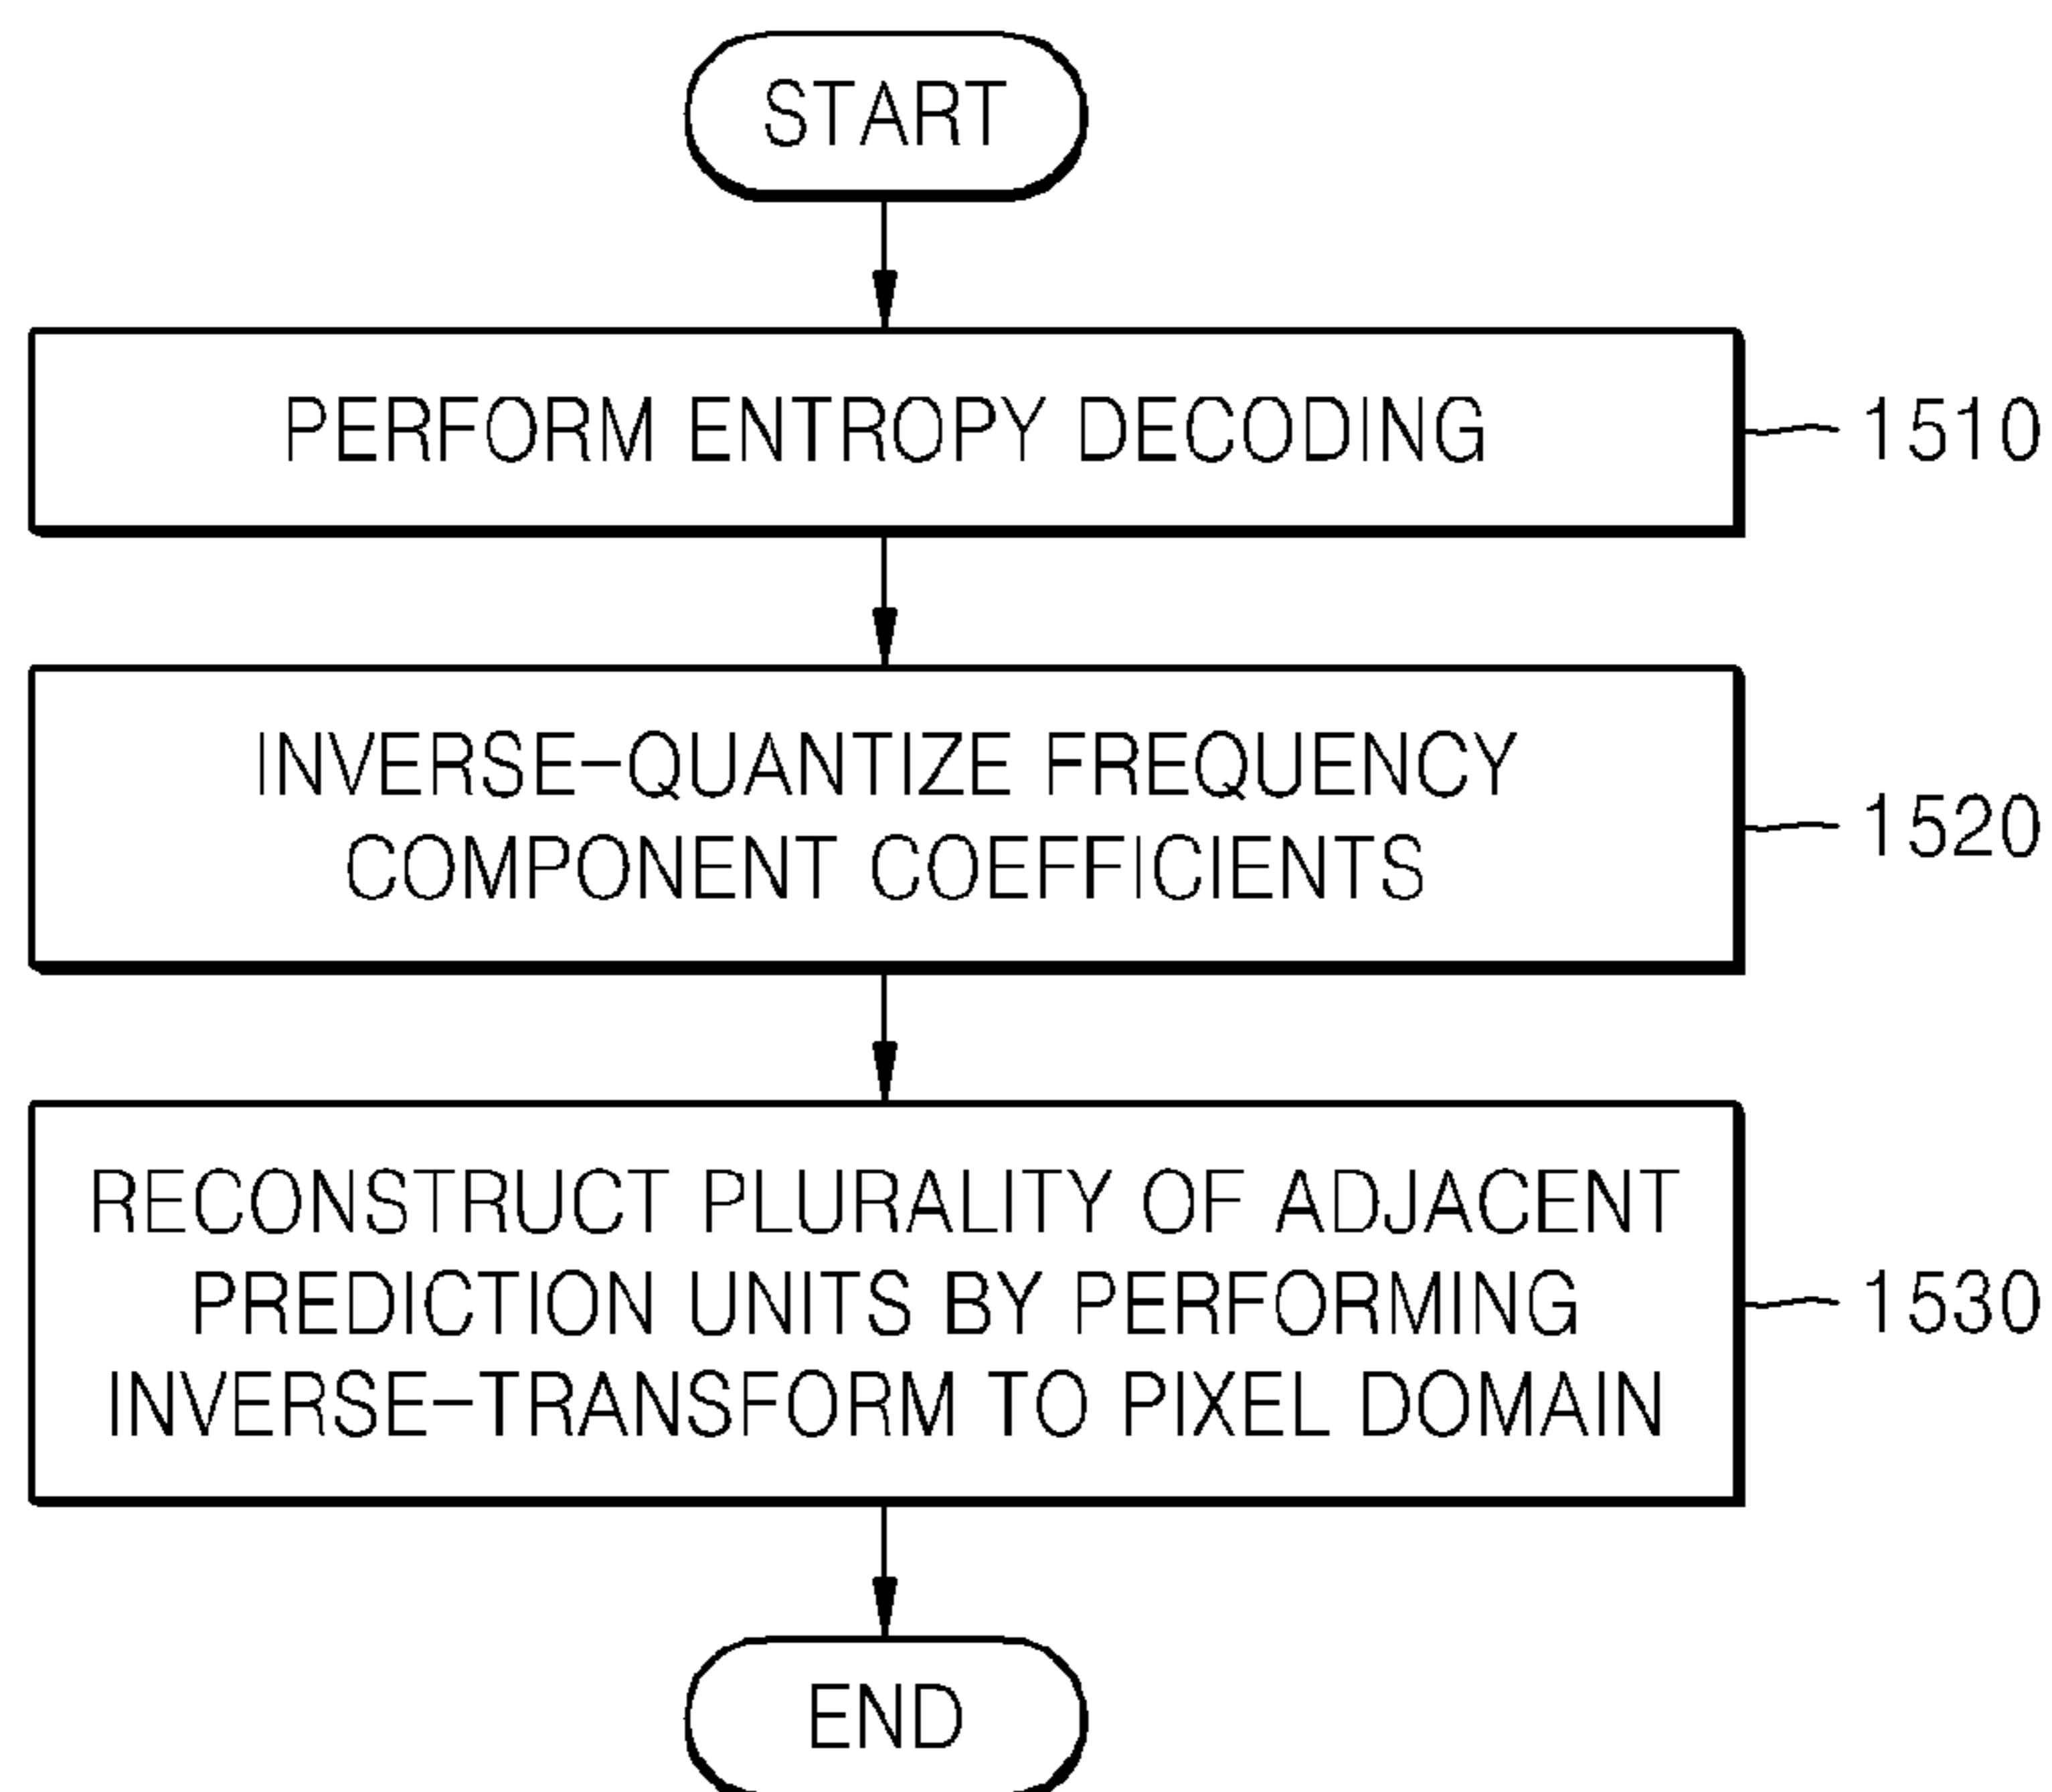 START
PERFORM ENTROPY DECODING
1510
INVERSE-QUANTIZE FREQUENCY
COMPONENT COEFFICIENTS
1520
RECONSTRUCT PLURALITY OF ADJACENT
PREDICTION UNITS BY PERFORMING
INVERSE-TRANSFORM TO PIXEL DOMAIN
1530
END